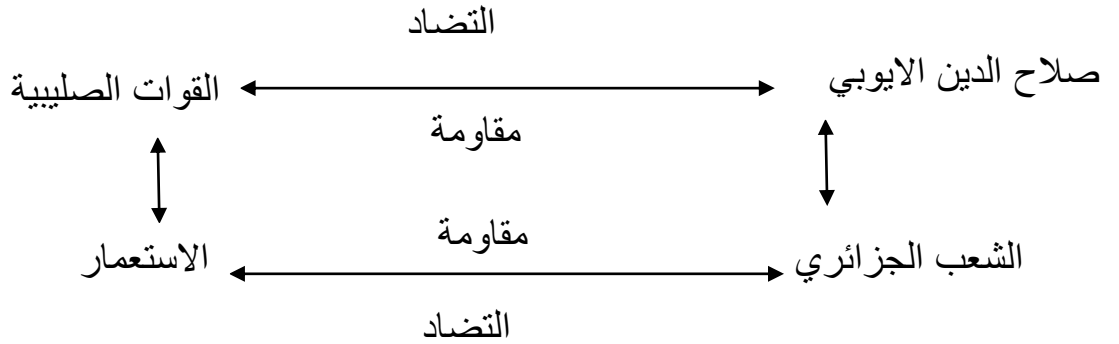 التضاد
صلاح الدين الايوبي
القوات الصليبية
مقاومة
مقاومة
الشعب الجزائري
الاستعمار
التضاد